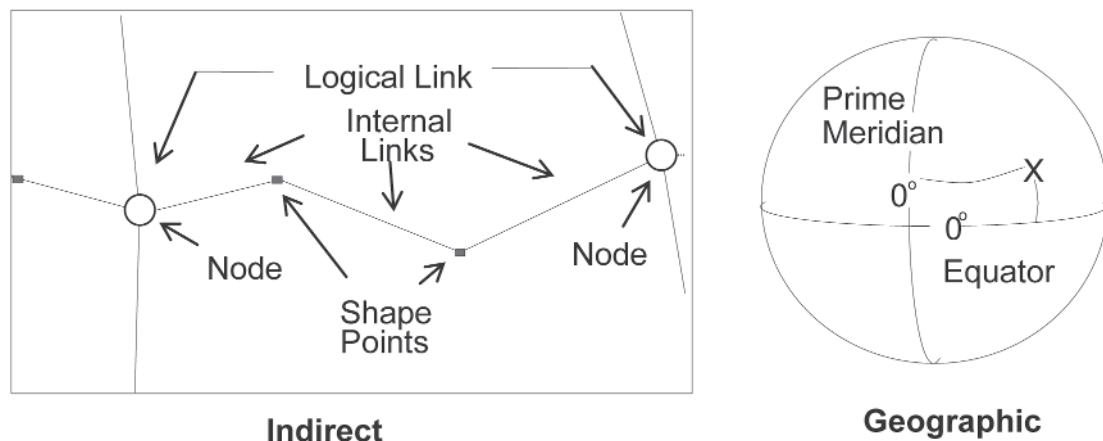 Logical Link
Internal
Links
Node
Shape
Points
Node
Indirect
Prime
Meridian
X
0°
0°
Equator
Geographic